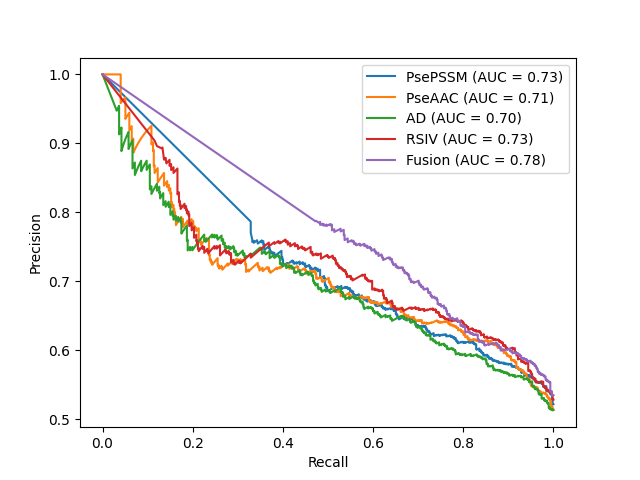 PsePSSM (AUC = 0.73)
PseAAC (AUC = 0.71)
AD (AUC = 0.70)
RSIV (AUC = 0.73)
Fusion (AUC = 0.78)
Precision
1.0
0.9
0.8
0.7
0.6
0.5
0.0 0.2 0.4 0.6 0.8 1.0
Recall